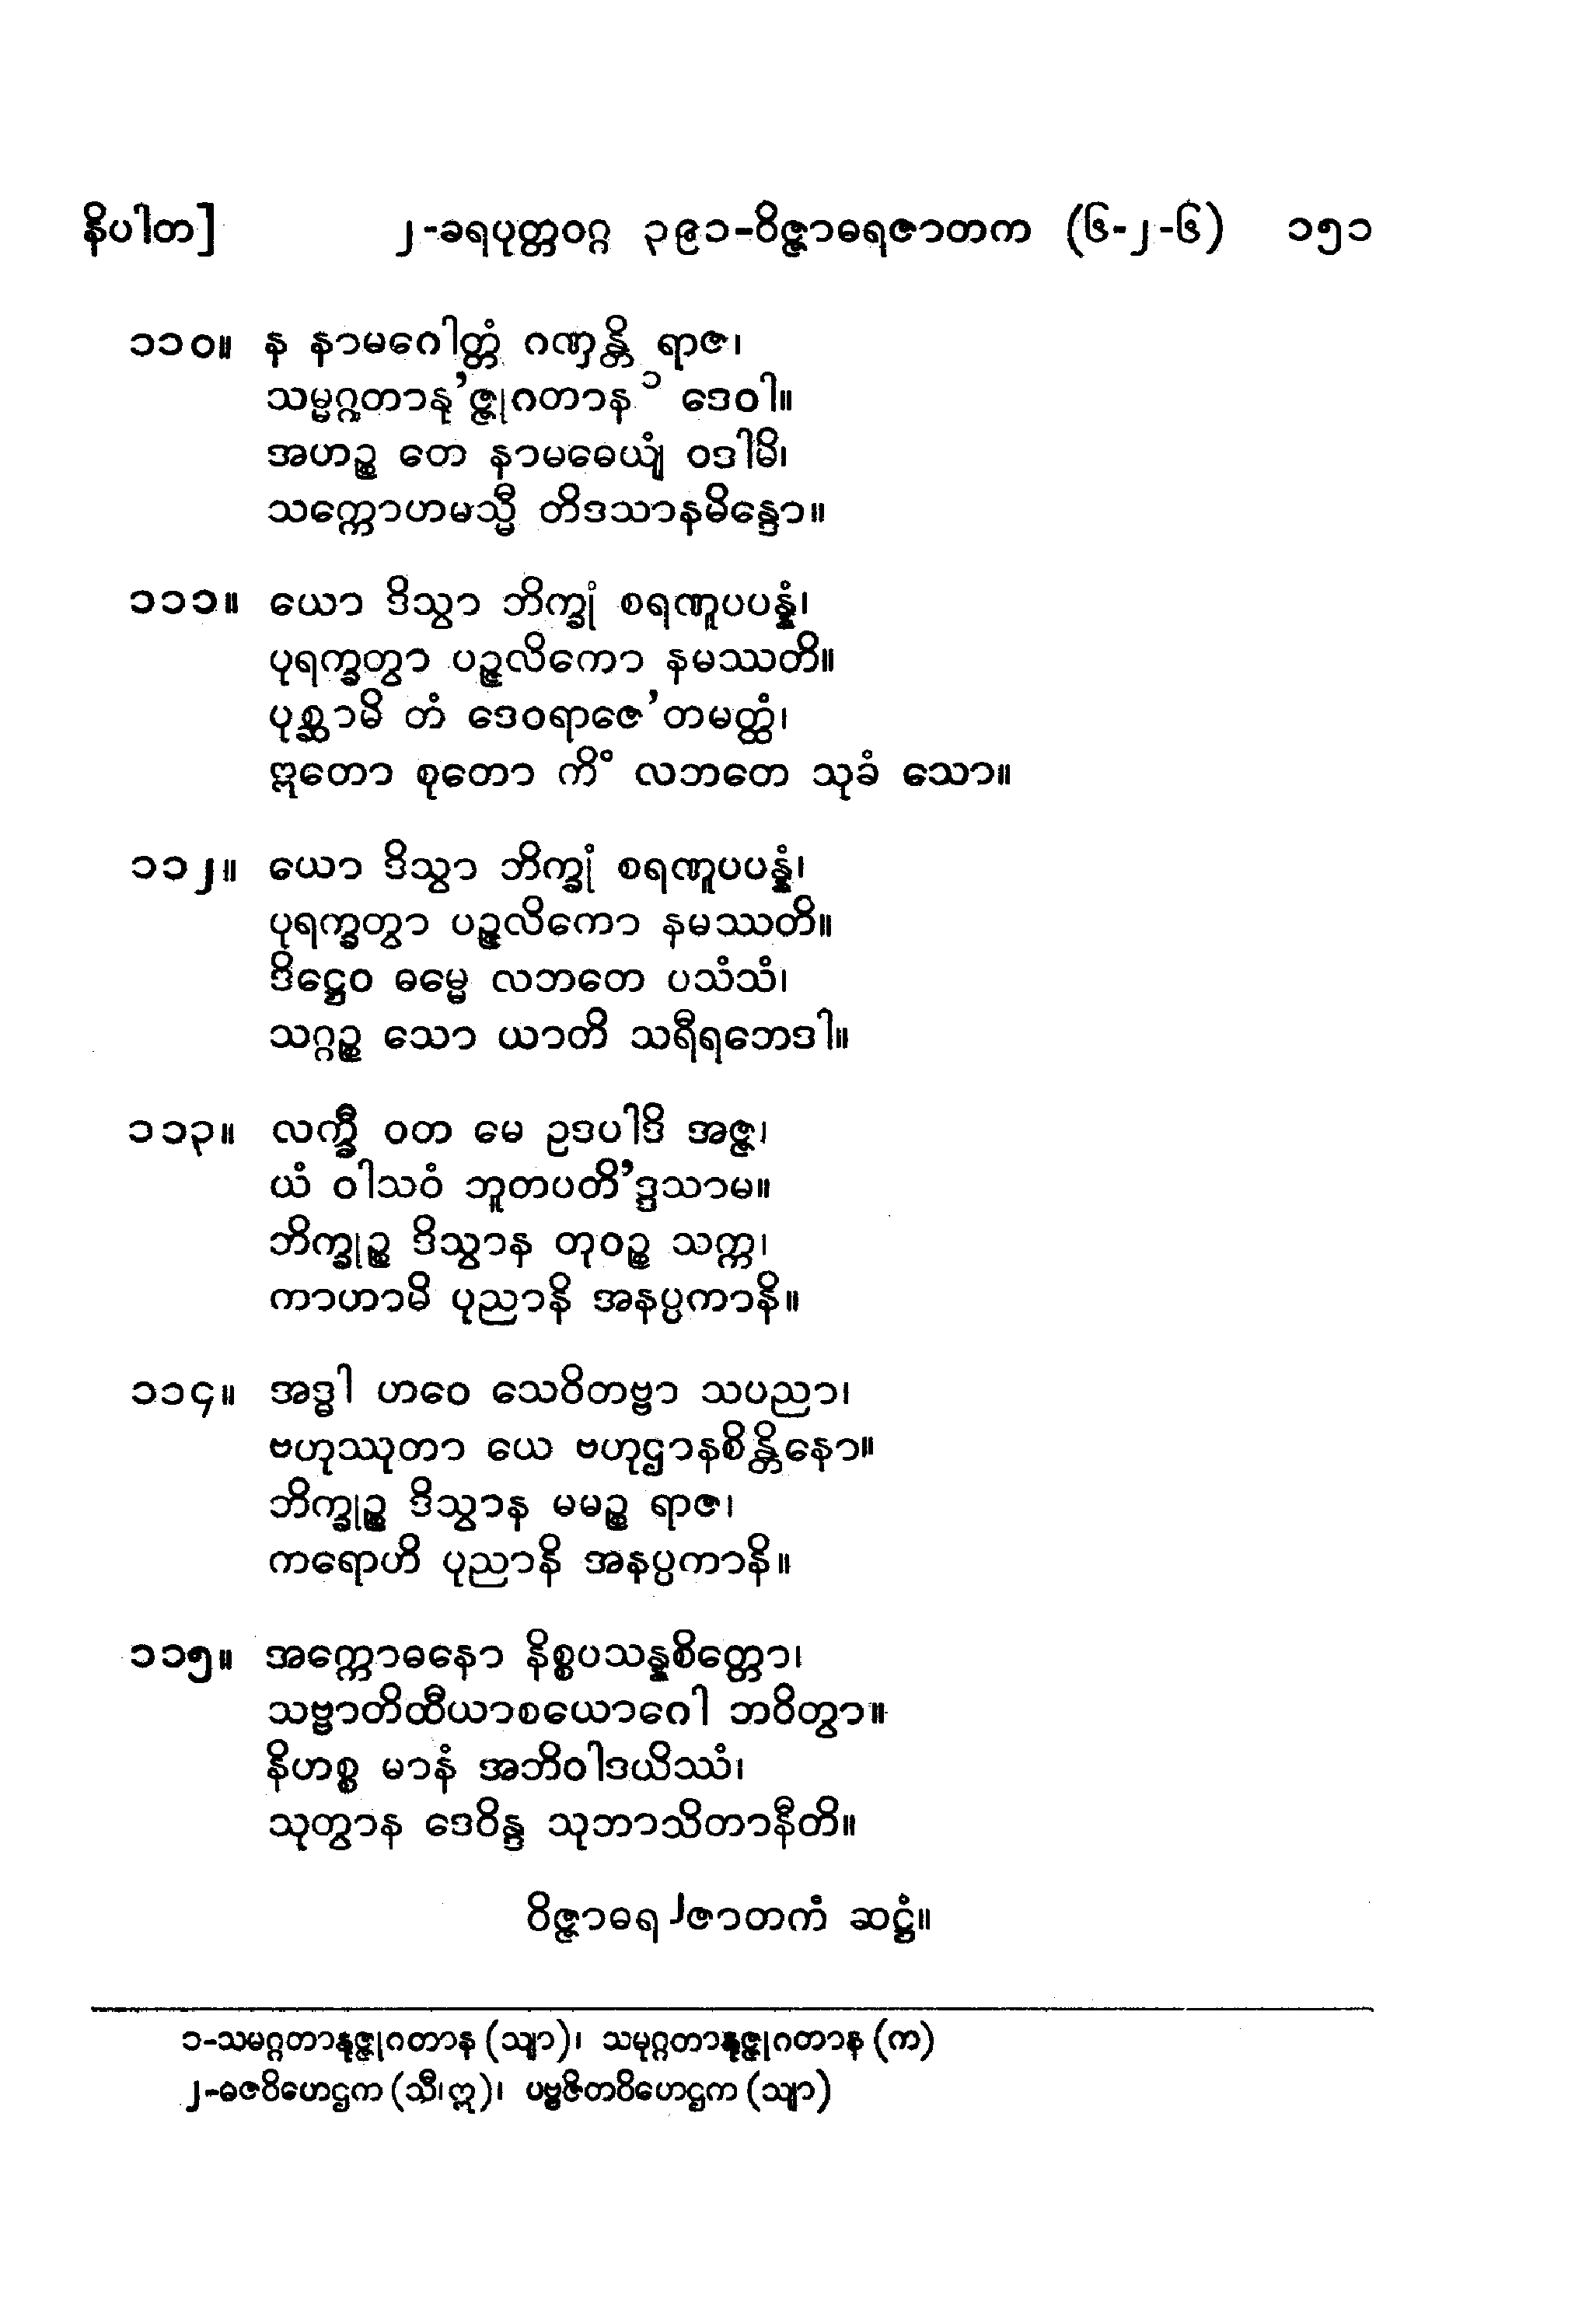 နိပါတ]      ၂-ခရပုတ္တဝဂ္ဂ ၃၉၁-ဝိဇ္ဇာဓရဇာတက (၆-၂-၆)      ၁၅၁
၁၁၀။ န နာမဂေါတ္တံ ဂဏှန္တိ ရာဇ၊
သမ္မဂ္ဂတာနု’ဇ္ဇုဂတာန ၁ ဒေဝါ။
အဟဉ္စ တေ နာမဓေယျံ ဝဒါမိ၊
သက္ကောဟမသ္မီ တိဒသာနမိန္ဒော။
၁၁၁။ ယော ဒိသွာ ဘိက္ခုံ စရဏူပပန္နံ၊
ပုရက္ခတွာ ပဉ္ဇလိကော နမဿတိ။
ပုစ္ဆာမိ တံ ဒေဝရာဇေ’တမတ္ထံ၊
ဣတော စုတော ကိံ လဘတေ သုခံ သော။
၁၁၂။ ယော ဒိသွာ ဘိက္ခုံ စရဏူပပန္နံ၊
ပုရက္ခတွာ ပဉ္ဇလိကော နမဿတိ။
ဒိဋ္ဌေဝ ဓမ္မေ လဘတေ ပသံသံ၊
သဂ္ဂဉ္စ သော ယာတိ သရီရဘေဒါ။
၁၁၃။ လက္ခီ ဝတ မေ ဥဒပါဒိ အဇ္ဇ၊
ယံ ဝါသဝံ ဘူတပတိ’ဒ္ဒသာမ။
ဘိက္ခုဉ္စ ဒိသွာန တုဝဉ္စ သက္က၊
ကာဟာမိ ပုညာနိ အနပ္ပကာနိ။
၁၁၄။ အဒ္ဓါ ဟဝေ သေဝိတဗ္ဗာ သပညာ၊
ဗဟုဿုတာ ယေ ဗဟုဌာနစိန္တိနော။
ဘိက္ခုဉ္စ ဒိသွာန မမဉ္စ ရာဇ၊
ကရောဟိ ပုညာနိ အနပ္ပကာနိ။
၁၁၅။ အက္ကောဓနော နိစ္စပသန္နစိတ္တော၊
သဗ္ဗာတိထီယာစယောဂေါ ဘဝိတွာ။
နိဟစ္စ မာနံ အဘိဝါဒယိဿံ၊
သုတွာန ဒေဝိန္ဒ သုဘာသိတာနီတိ။
ဝိဇ္ဇာဓရ ၂ဇာတကံ ဆဋ္ဌံ။
၁-သမဂ္ဂတာနုဇ္ဇုဂတာန (သျာ)၊ သမုဂ္ဂတာနုဇ္ဇုဂတာန (က)
၂-ဓဇဝိဟေဌက (သီ၊ဣ)၊ ပဗ္ဗဇိတဝိဟေဌက (သျာ)